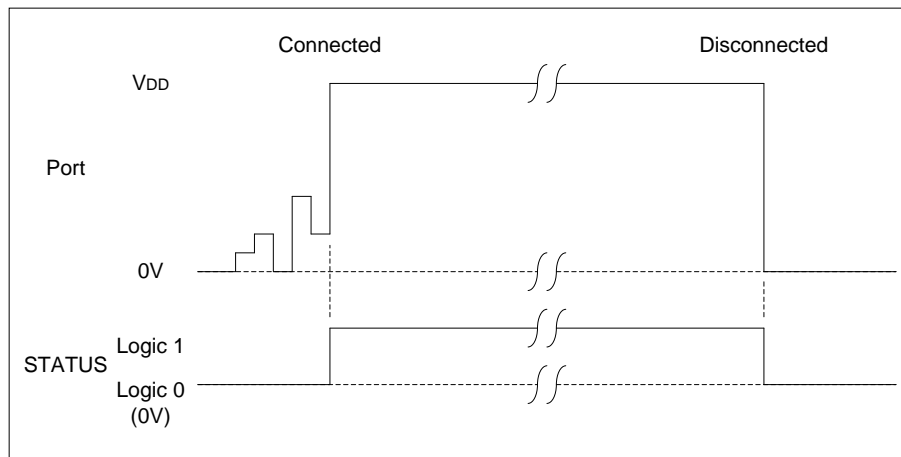 Connected
Disconnected
VDD
Port
0V
Logic 1
STATUS
Logic 0
(0V)